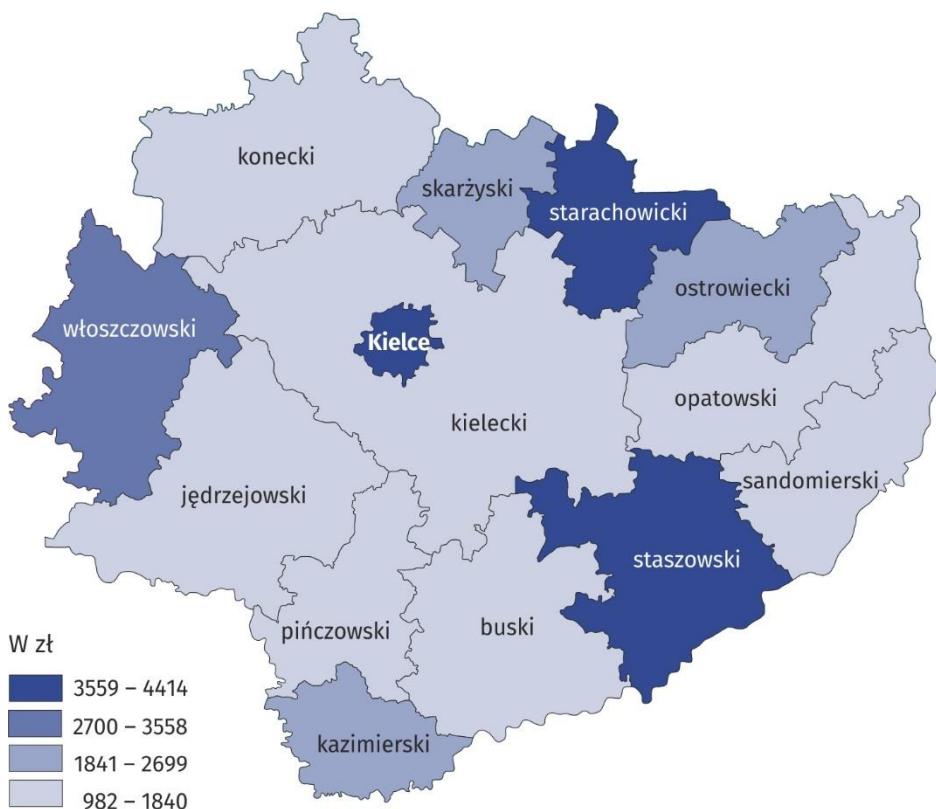 konecki
skarżyski
starachowicki
ostrowiecki
włoszczowski
Kielce
opatowski
kielecki
sandomierski
jędrzejowski
staszowski
pińczowski
buski
kazimierski
W zł
3559 – 4414
2700 – 3558
1841 – 2699
982 – 1840